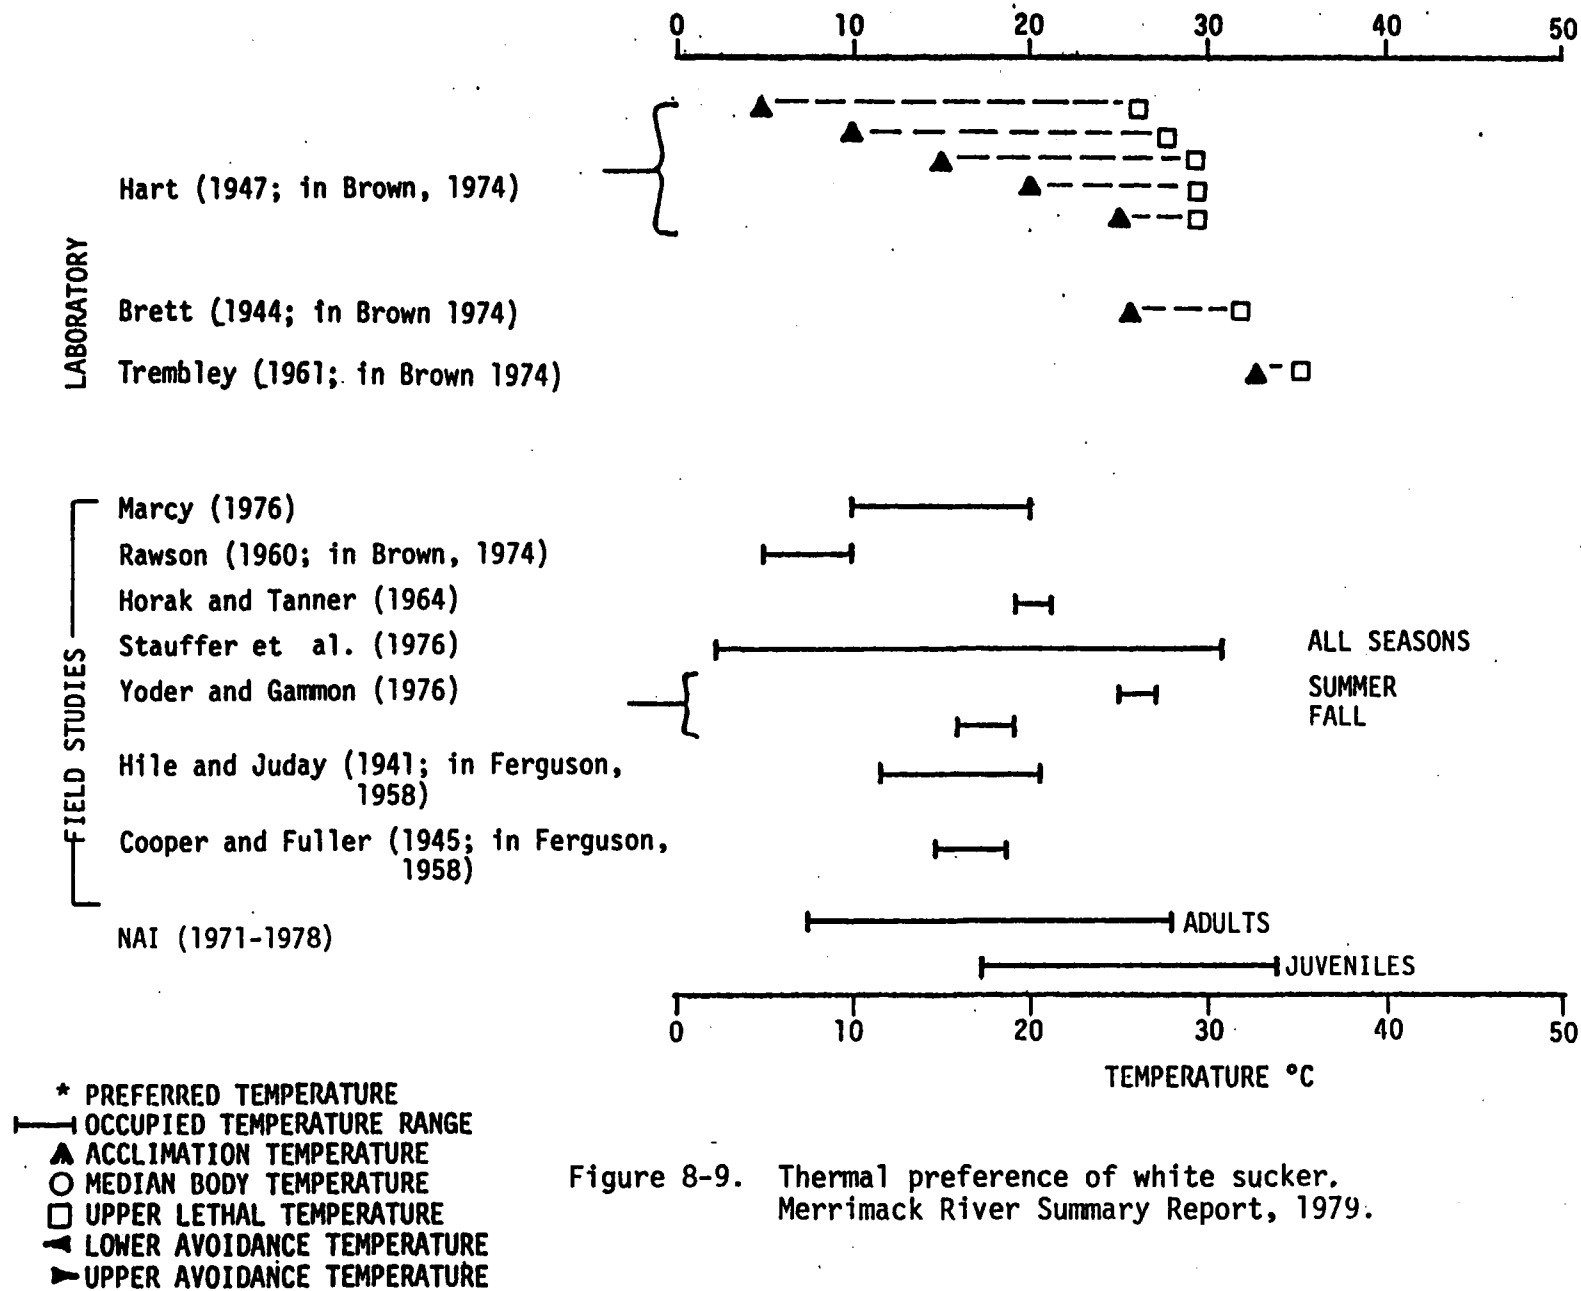 0 10 20 30 40 50
Hart (1947; in Brown, 1974)
LABORATORY
Brett (1944; in Brown 1974)
Trembley (1961; in Brown 1974)
FIELD STUDIES
Marcy (1976)
Rawson (1960; in Brown, 1974)
Horak and Tanner (1964)
Stauffer et al. (1976) ALL SEASONS
Yoder and Gammon (1976) SUMMER
FALL
Hile and Juday (1941; in Ferguson,
1958)
Cooper and Fuller (1945; in Ferguson,
1958)
NAI (1971-1978) ADULTS
JUVENILES
0 10 20 30 40 50
TEMPERATURE °C
* PREFERRED TEMPERATURE
OCCUPIED TEMPERATURE RANGE
ACCLIMATION TEMPERATURE
MEDIAN BODY TEMPERATURE
UPPER LETHAL TEMPERATURE
LOWER AVOIDANCE TEMPERATURE
UPPER AVOIDANCE TEMPERATURE
Figure 8-9. Thermal preference of white sucker.
Merrimack River Summary Report, 1979.